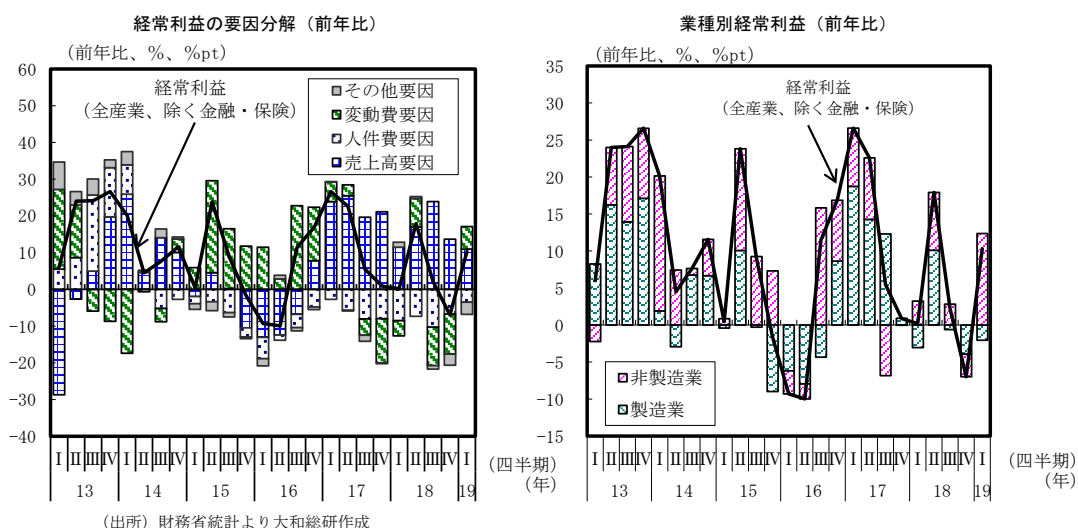 経常利益の要因分解（前年比）
（前年比、％、％pt）
60
50
40
30
20
10
0
-10
-20
-30
-40
経常利益
（全産業、除く金融・保険）
その他要因
変動費要因
人件費要因
売上高要因
Ⅰ Ⅱ Ⅲ Ⅳ Ⅰ Ⅱ Ⅲ Ⅳ Ⅰ Ⅱ Ⅲ Ⅳ Ⅰ Ⅱ Ⅲ Ⅳ Ⅰ Ⅱ Ⅲ Ⅳ Ⅰ Ⅱ Ⅲ Ⅳ Ⅰ
（四半期）
13 14 15 16 17 18 19
（年）
（出所）財務省統計より大和総研作成
業種別経常利益（前年比）
（前年比、％、％pt）
35
30
25
20
15
10
5
0
-5
-10
-15
経常利益
（全産業、除く金融・保険）
非製造業
製造業
Ⅰ Ⅱ Ⅲ Ⅳ Ⅰ Ⅱ Ⅲ Ⅳ Ⅰ Ⅱ Ⅲ Ⅳ Ⅰ Ⅱ Ⅲ Ⅳ Ⅰ Ⅱ Ⅲ Ⅳ Ⅰ Ⅱ Ⅲ Ⅳ Ⅰ
（四半期）
13 14 15 16 17 18 19
（年）